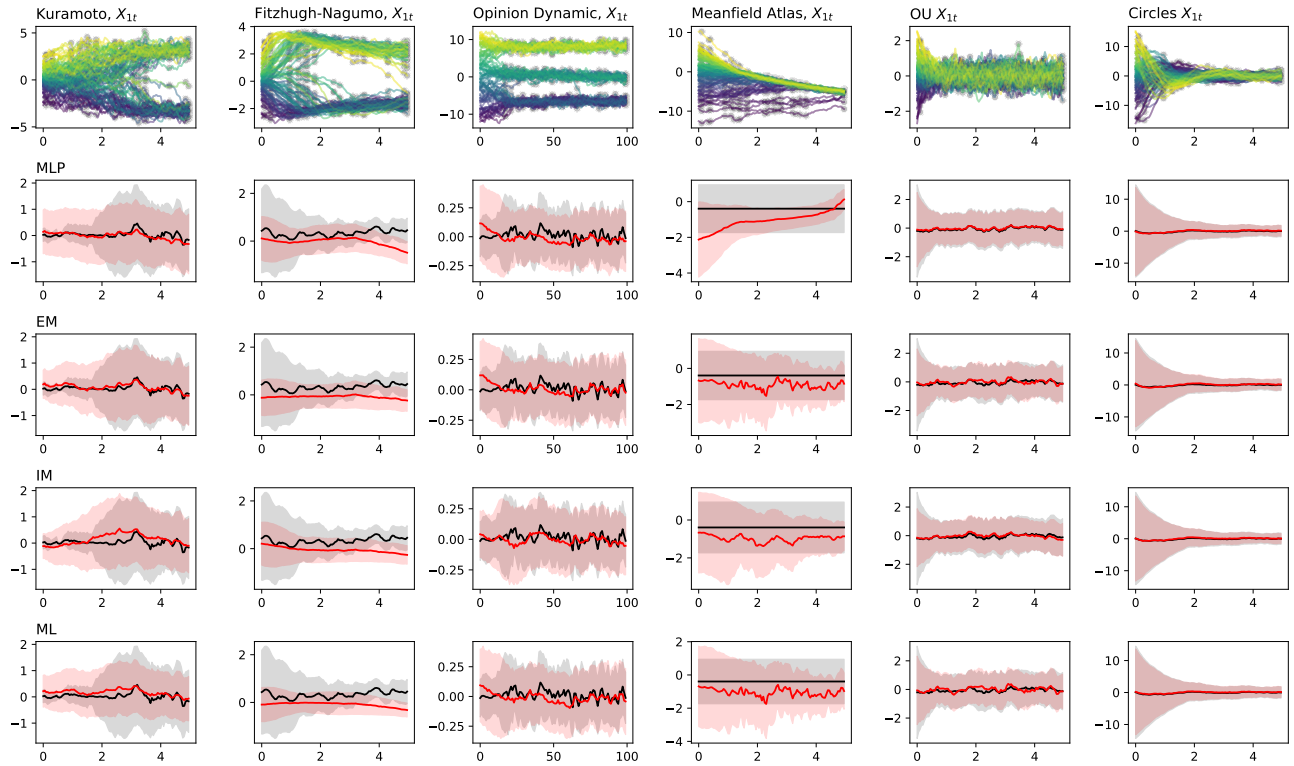 Kuramoto, X1t Fitzhugh-Nagumo, X1t Opinion Dynamic, X1t Meanfield Atlas, X1t OU X1t Circles X1t
5 0 −5 0 2 4
2 0 −2 0 2 4
10 0 −10 0 50 100
10 5 0 −5 −10 0 2 4
2 0 −2 0 2 4
10 0 −10 0 2 4
MLP
2 1 0 −1 0 2 4
2 0 0 2 4
0.25 0.00 −0.25 0 50 100
0 −2 −4 0 2 4
2 0 −2 0 2 4
10 0 −10 0 2 4
EM
2 1 0 −1 0 2 4
2 0 0 2 4
0.25 0.00 −0.25 0 50 100
0 −2 0 2 4
2 0 −2 0 2 4
10 0 −10 0 2 4
IM
2 1 0 −1 0 2 4
2 0 0 2 4
0.25 0.00 −0.25 0 50 100
0 −2 0 2 4
2 0 −2 0 2 4
10 0 −10 0 2 4
ML
2 1 0 −1 0 2 4
2 0 0 2 4
0.25 0.00 −0.25 0 50 100
2 0 −2 −4 0 2 4
2 0 −2 0 2 4
10 0 −10 0 2 4